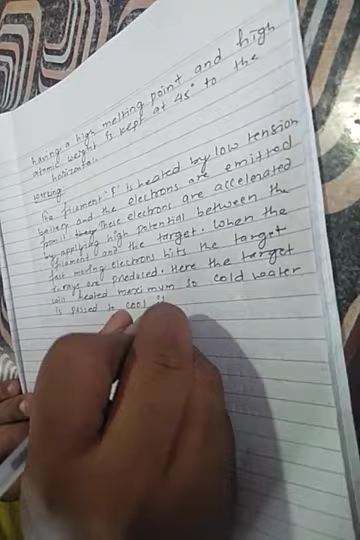 having a high melting point and high
atomic weight is kept at 45° to the
horizontal.
working:
The filament 'F' is heated by low tension
battery and the electrons are emitted
from it. These electrons are accelerated
by applying high potential between the
filament and the target. When the
fast moving electrons hits the target
X-rays are produced. Here the target
will heated maximum so cold water
is passed to cool it